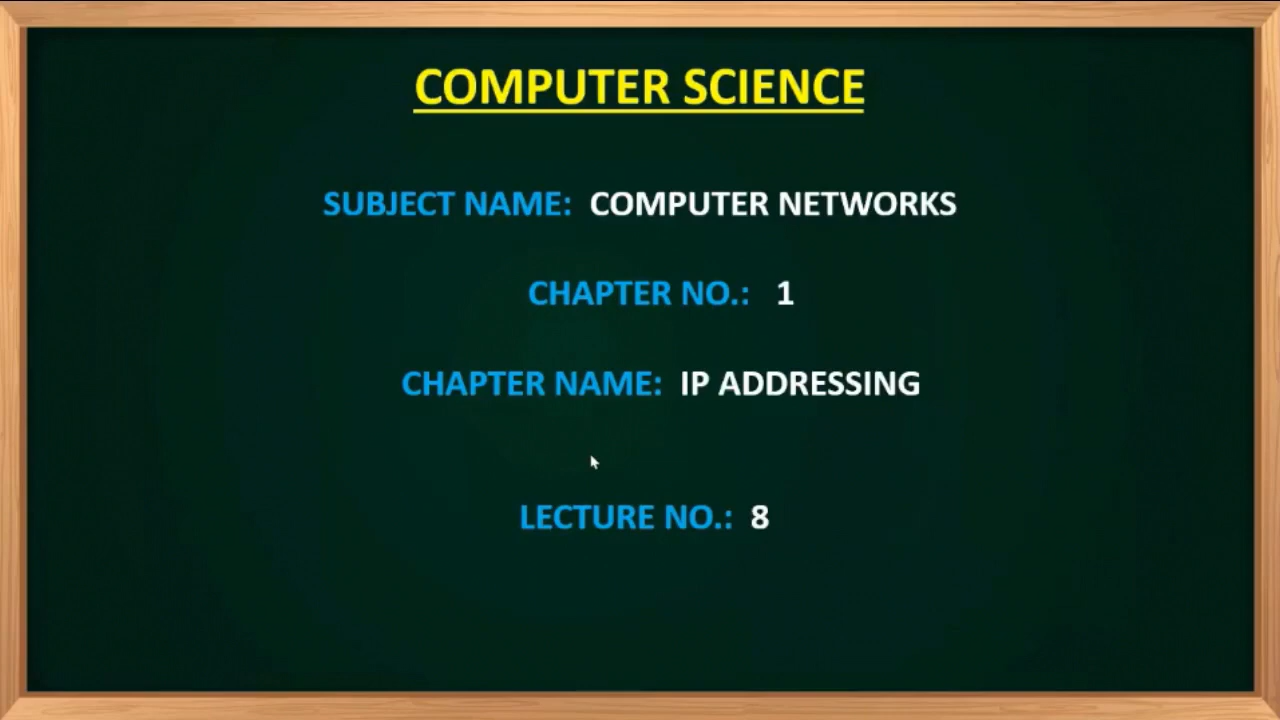 COMPUTER SCIENCE
SUBJECT NAME: COMPUTER NETWORKS
CHAPTER NO.: 1
CHAPTER NAME: IP ADDRESSING
LECTURE NO.: 8